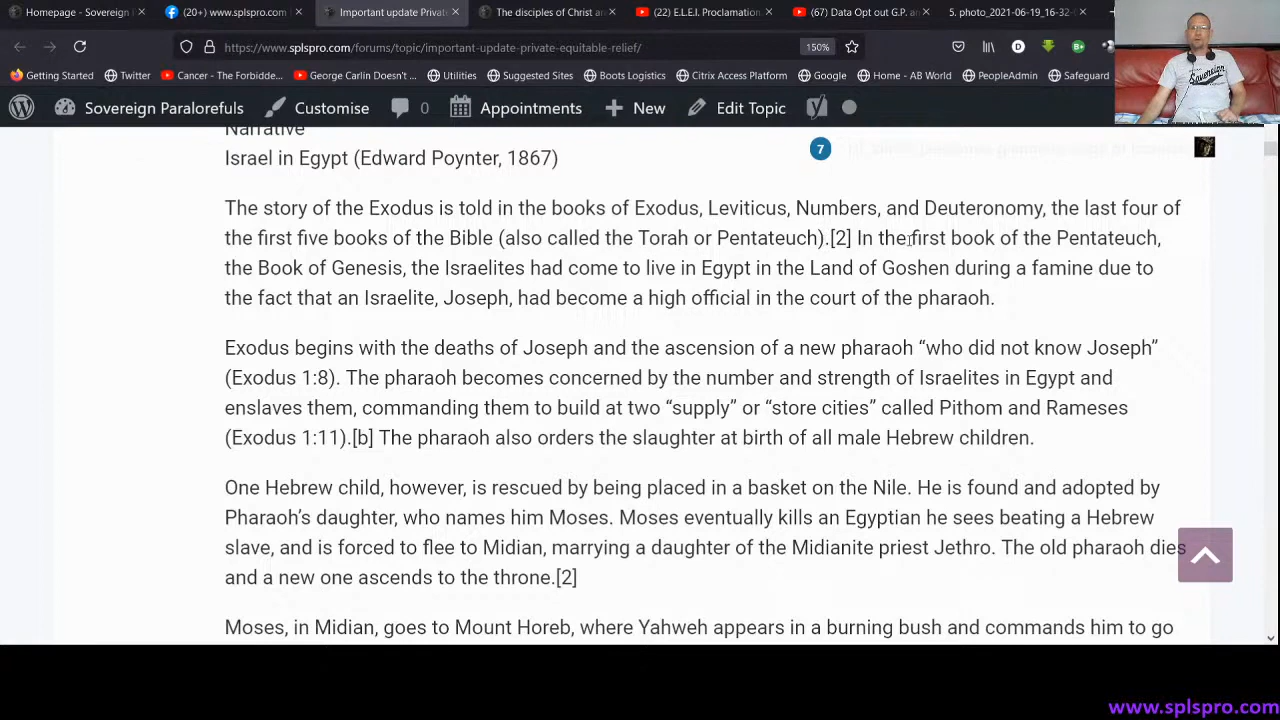 Homepage - Sovereign
(20+) www.splspro.com
Important update Private
The disciples of Christ ar
(22) E.L.E.I. Proclamation
(67) Data Opt out G.P. an
5. photo_2021-06-19_16-32-0
https://www.splspro.com/forums/topic/important-update-private-equitable-relief/
150%
Getting Started
Twitter
Cancer - The Forbidde...
George Carlin Doesn't...
Utilities
Suggested Sites
Boots Logistics
Citrix Access Platform
Google
Home - AB World
PeopleAdmin
Safeguard
Sovereign
Sovereign Paralorefuls
Customise
0
Appointments
New
Edit Topic
Narrative
Israel in Egypt (Edward Poynter, 1867)
7
The story of the Exodus is told in the books of Exodus, Leviticus, Numbers, and Deuteronomy, the last four of
the first five books of the Bible (also called the Torah or Pentateuch).[2] In the first book of the Pentateuch,
the Book of Genesis, the Israelites had come to live in Egypt in the Land of Goshen during a famine due to
the fact that an Israelite, Joseph, had become a high official in the court of the pharaoh.
Exodus begins with the deaths of Joseph and the ascension of a new pharaoh “who did not know Joseph”
(Exodus 1:8). The pharaoh becomes concerned by the number and strength of Israelites in Egypt and
enslaves them, commanding them to build at two “supply” or “store cities” called Pithom and Rameses
(Exodus 1:11).[b] The pharaoh also orders the slaughter at birth of all male Hebrew children.
One Hebrew child, however, is rescued by being placed in a basket on the Nile. He is found and adopted by
Pharaoh’s daughter, who names him Moses. Moses eventually kills an Egyptian he sees beating a Hebrew
slave, and is forced to flee to Midian, marrying a daughter of the Midianite priest Jethro. The old pharaoh dies
and a new one ascends to the throne.[2]
Moses, in Midian, goes to Mount Horeb, where Yahweh appears in a burning bush and commands him to go
www.splspro.com